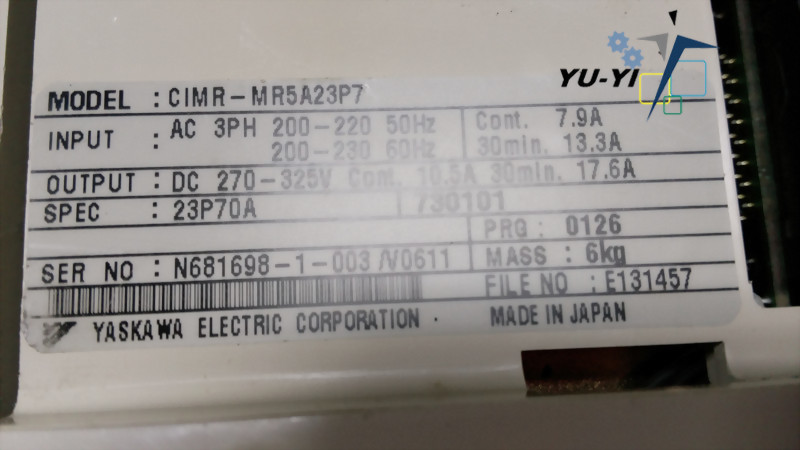 YU-YI
MODEL : CIMR-MR5A23P7
INPUT : AC 3PH 200-220 50Hz Cont. 7.9A
200-230 60Hz 30min. 13.3A
OUTPUT : DC 270-325V Cont. 10.5A 30min. 17.6A
SPEC : 23P70A 730101
PRG : 0126
SER NO : N681698-1-003/V0611 MASS : 6kg
FILE NO : E131457
YASKAWA ELECTRIC CORPORATION MADE IN JAPAN